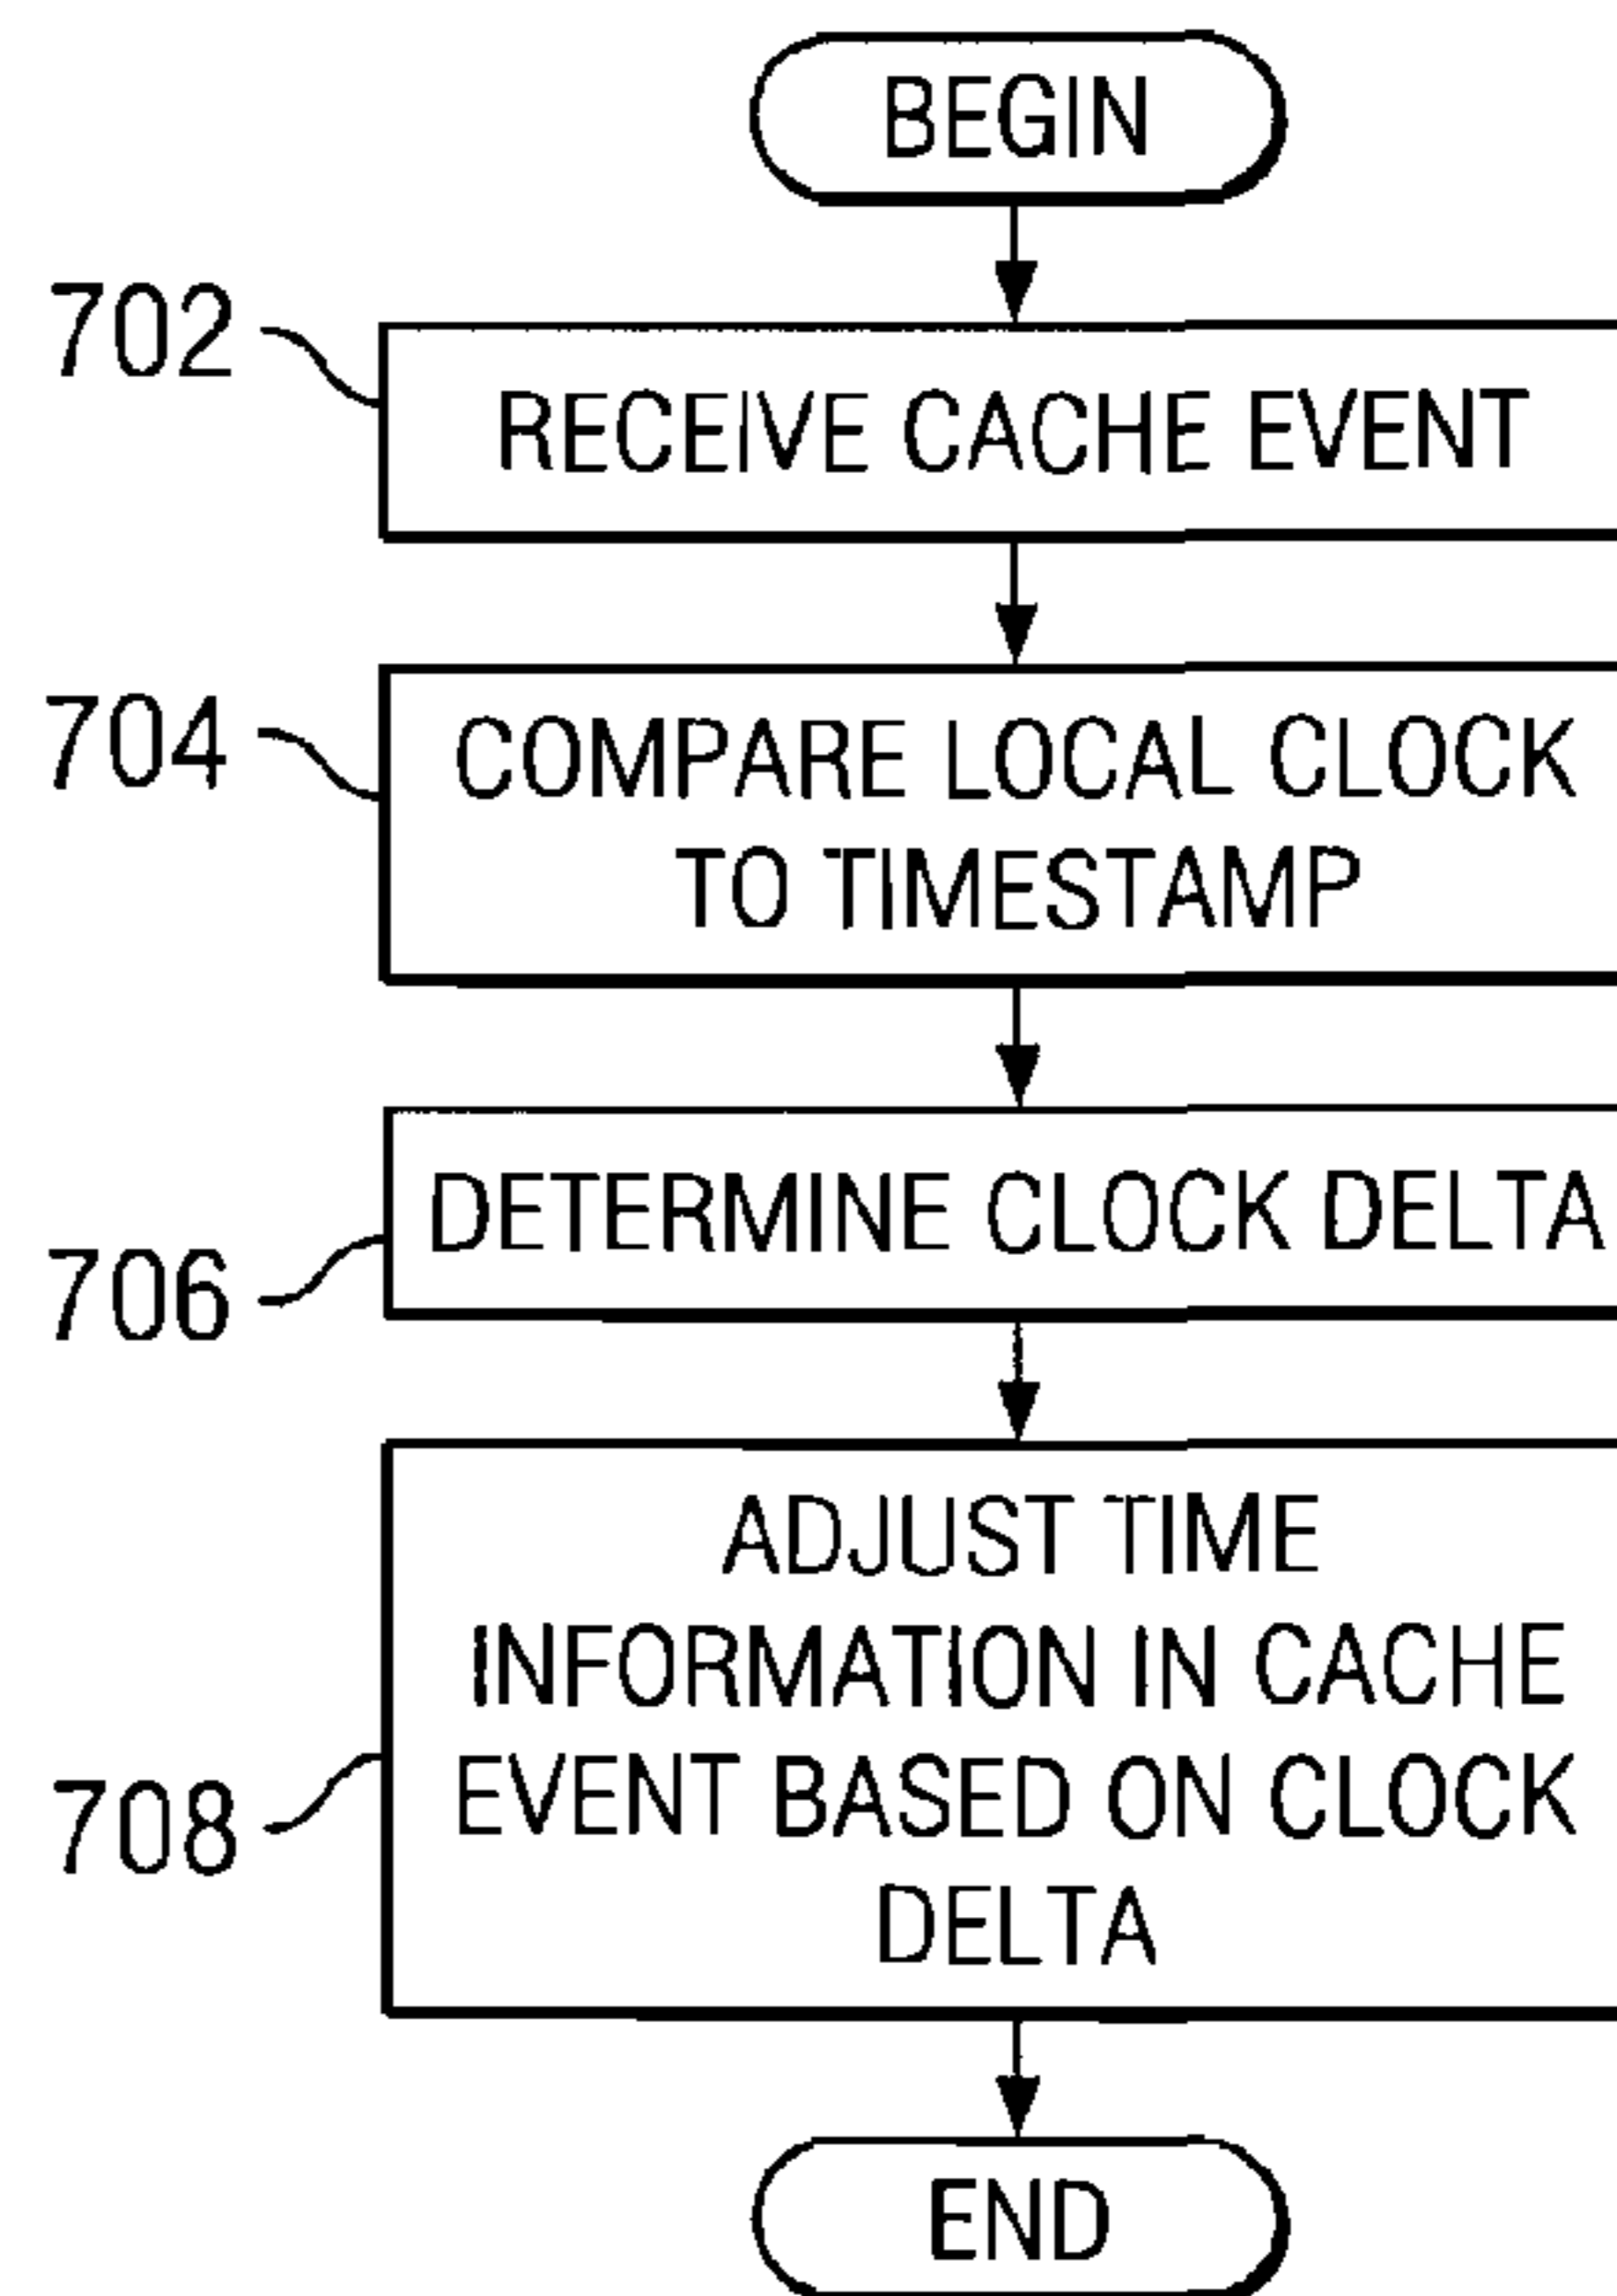 BEGIN
702
RECEIVE CACHE EVENT
704
COMPARE LOCAL CLOCK
TO TIMESTAMP
706
DETERMINE CLOCK DELTA
708
ADJUST TIME
INFORMATION IN CACHE
EVENT BASED ON CLOCK
DELTA
END